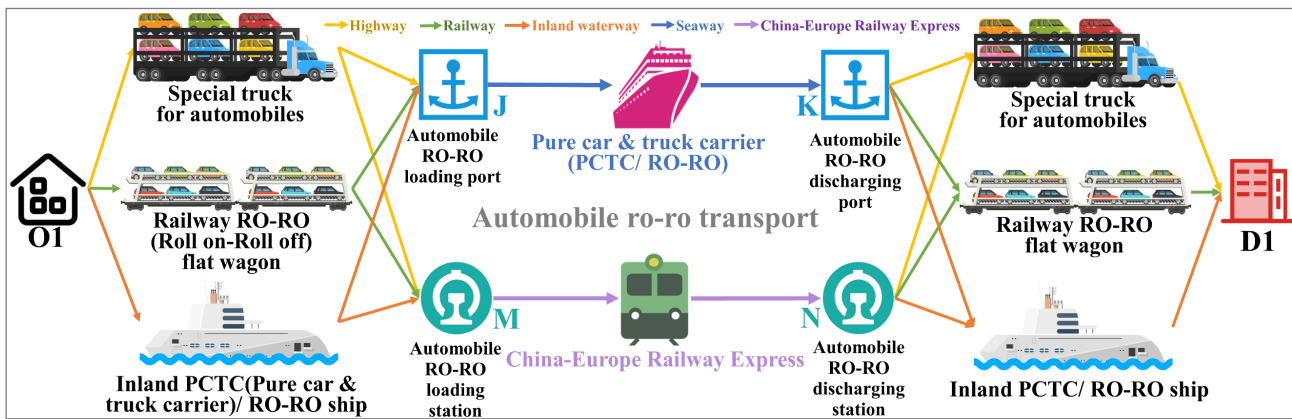 Highway
Railway
Inland waterway
Seaway
China-Europe Railway Express
Special truck
for automobiles
J
Automobile
RO-RO
loading port
Pure car & truck carrier
(PCTC/ RO-RO)
K
Automobile
RO-RO
discharging
port
Special truck
for automobiles
O1
Railway RO-RO
(Roll on-Roll off)
flat wagon
Automobile ro-ro transport
Railway RO-RO
flat wagon
D1
Inland PCTC(Pure car &
truck carrier)/ RO-RO ship
M
Automobile
RO-RO
loading
station
China-Europe Railway Express
N
Automobile
RO-RO
discharging
station
Inland PCTC/ RO-RO ship